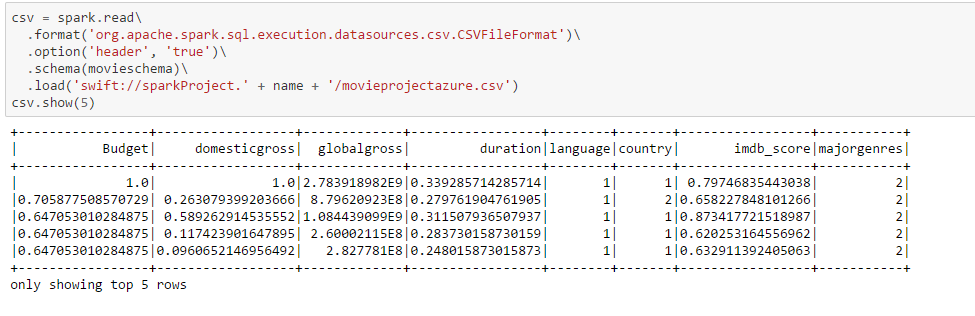 csv = spark.read\
  .format('org.apache.spark.sql.execution.datasources.csv.CSVFileFormat')\
  .option('header', 'true')\
  .schema(movieschema)\
  .load('swift://sparkProject.' + name + '/movieprojectazure.csv')
csv.show(5)
+-----------------+------------------+-------------+-----------------+--------+-------+-----------------+-----------+
|           Budget|     domesticgross|  globalgross|         duration|language|country|       imdb_score|majorgenres|
+-----------------+------------------+-------------+-----------------+--------+-------+-----------------+-----------+
|              1.0|               1.0|2.783918982E9|0.339285714285714|       1|      1| 0.79746835443038|          2|
|0.705877508570729| 0.263079399203666| 8.79620923E8|0.279761904761905|       1|      2|0.658227848101266|          2|
|0.647053010284875| 0.589262914535552|1.084439099E9|0.311507936507937|       1|      1|0.873417721518987|          2|
|0.647053010284875| 0.117423901647895| 2.60002115E8|0.283730158730159|       1|      1|0.620253164556962|          2|
|0.647053010284875|0.0960652146956492|   2.827781E8|0.248015873015873|       1|      1|0.632911392405063|          2|
+-----------------+------------------+-------------+-----------------+--------+-------+-----------------+-----------+
only showing top 5 rows